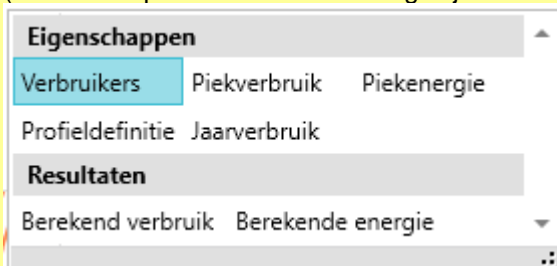 Eigenschappen
Verbruikers Piekverbruik Piekenergie
Profieldefinitie Jaarverbruik
Resultaten
Berekend verbruik Berekende energie